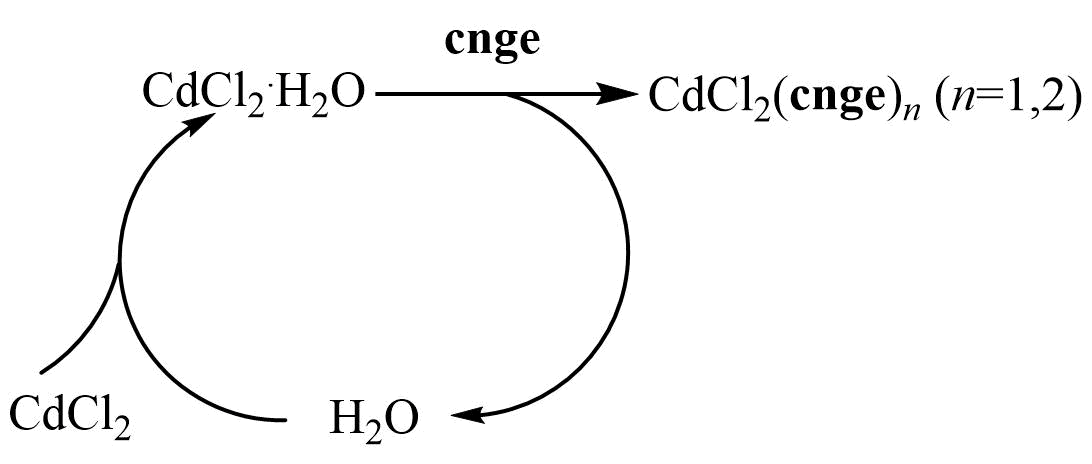 cnge
CdCl₂·H₂O
CdCl₂(cnge)ₙ (n=1,2)
CdCl₂
H₂O